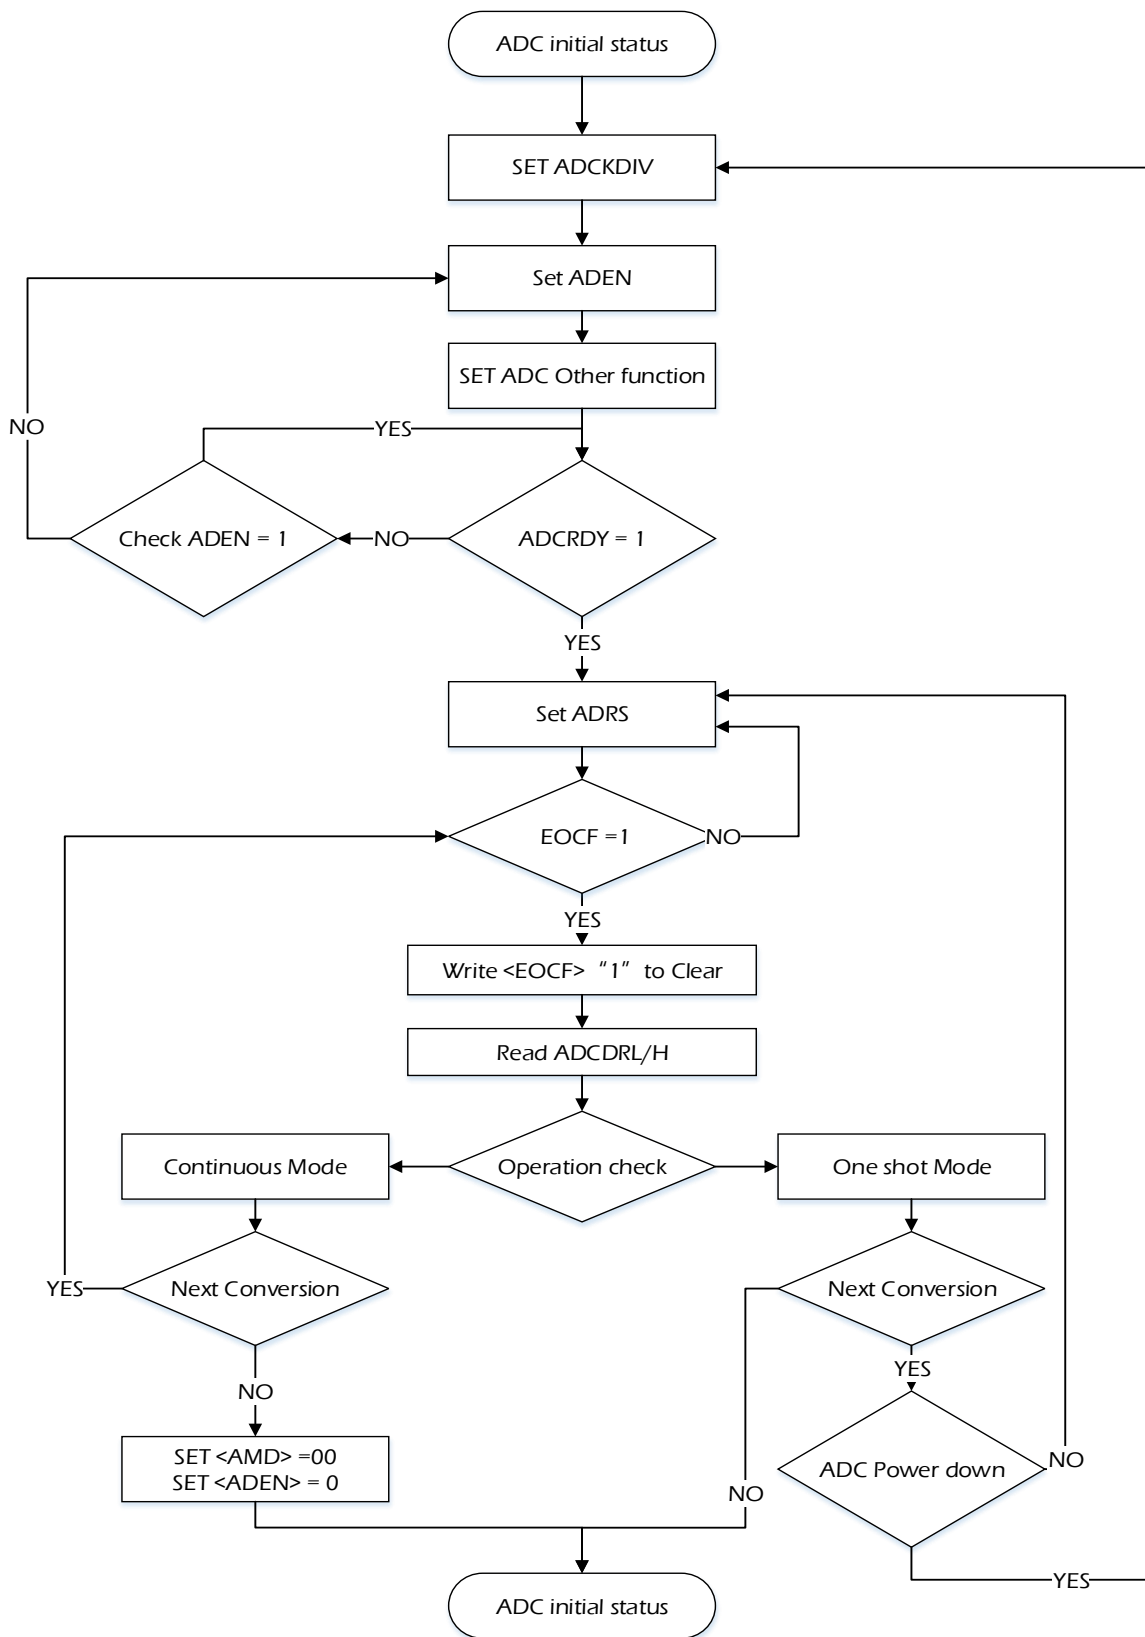 ADC initial status
SET ADCKDIV
Set ADEN
SET ADC Other function
NO
YES
Check ADEN = 1
NO
ADCRDY = 1
YES
Set ADRS
EOCF =1
NO
YES
Write <EOCF> “1” to Clear
Read ADCDRL/H
Continuous Mode
Operation check
One shot Mode
YES
Next Conversion
Next Conversion
YES
NO
SET <AMD> =00
SET <ADEN> = 0
ADC Power down
NO
NO
YES
ADC initial status